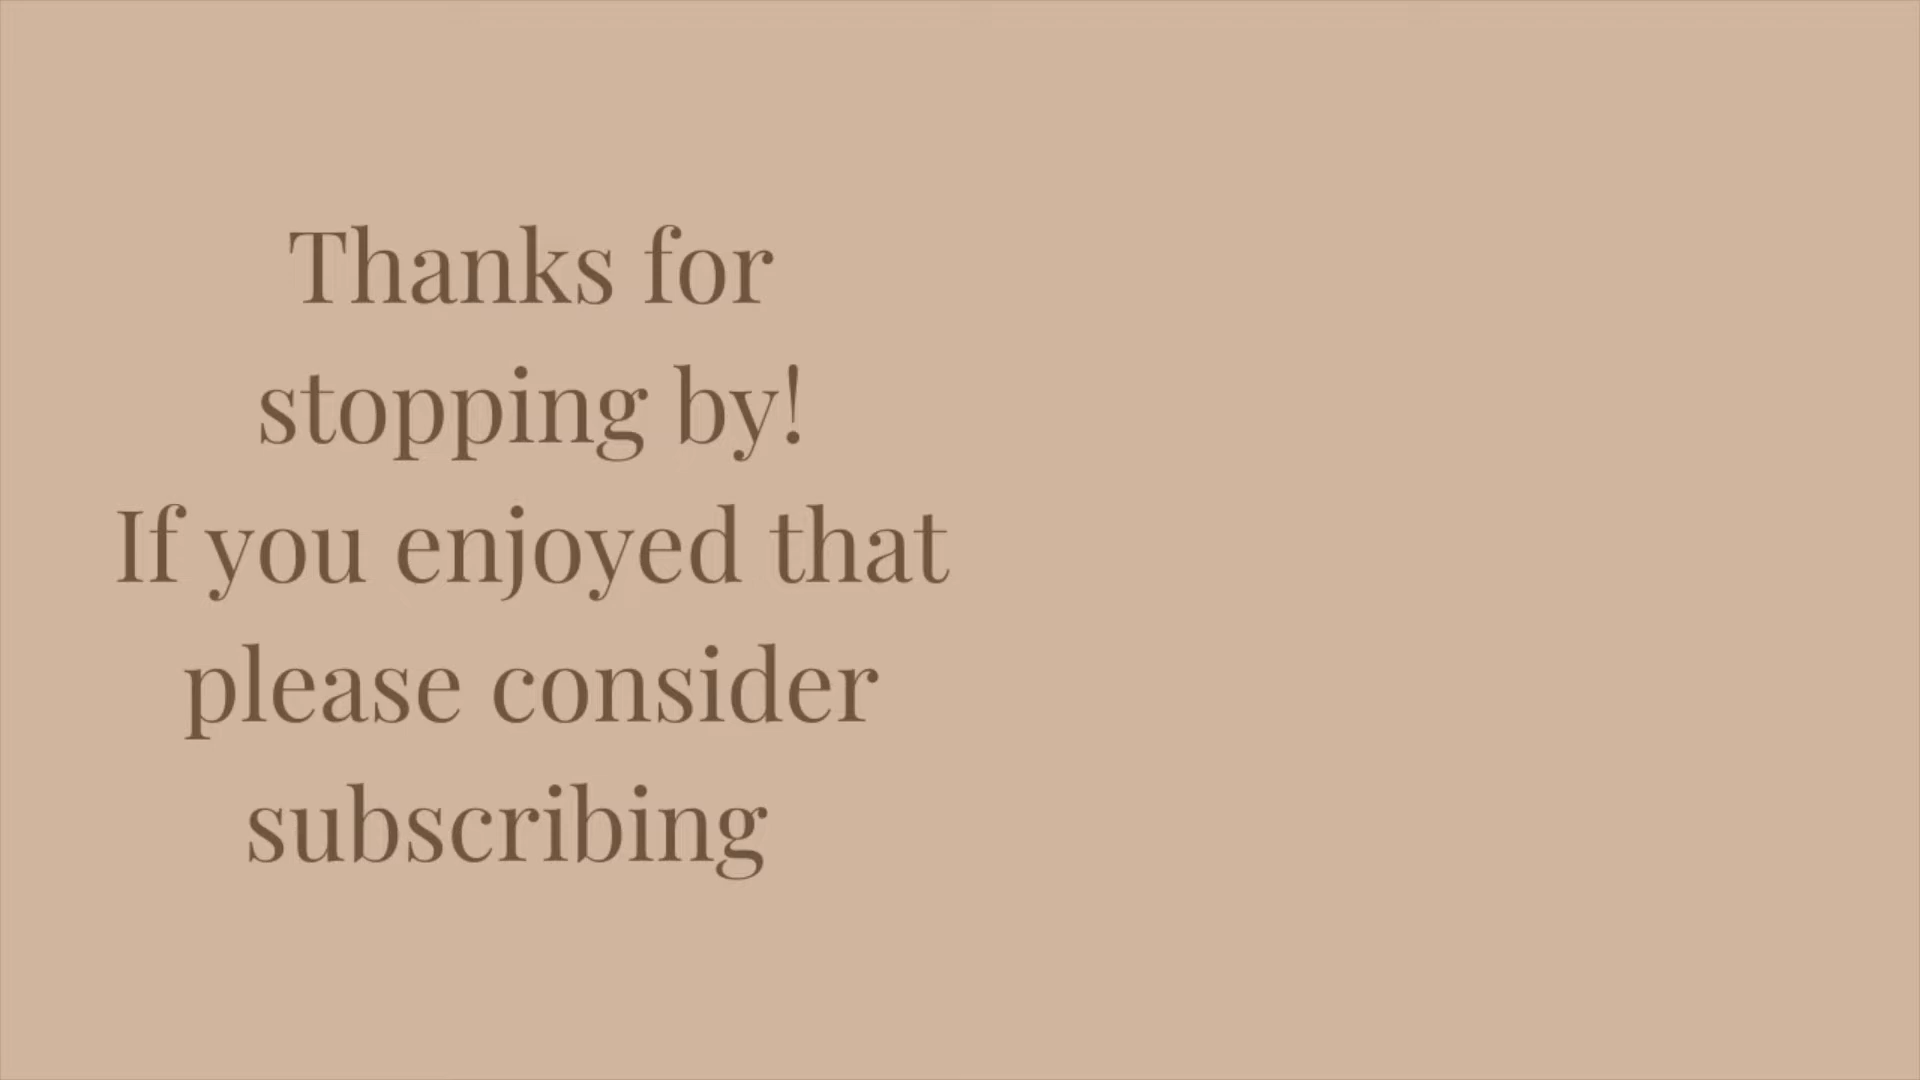 Thanks for
stopping by!
If you enjoyed that
please consider
subscribing